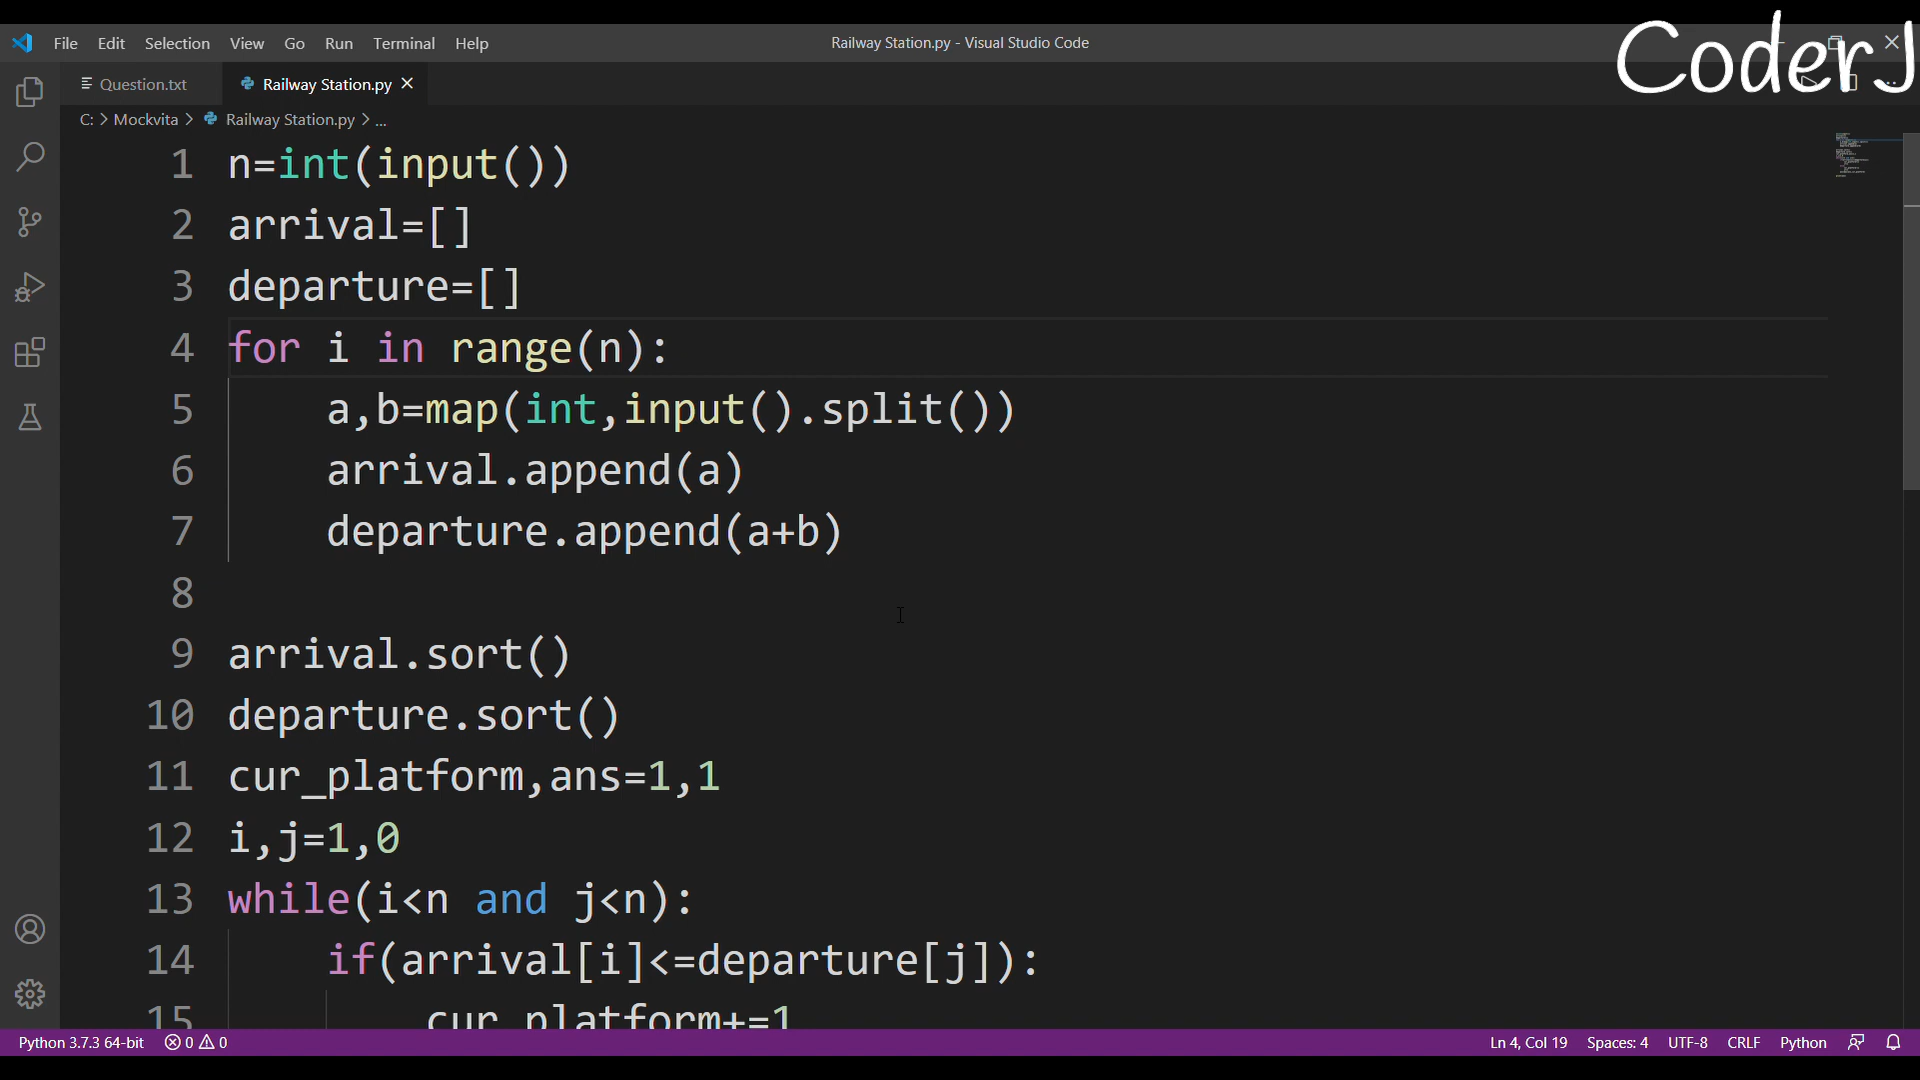 CoderJ
File Edit Selection View Go Run Terminal Help Railway Station.py - Visual Studio Code
Question.txt Railway Station.py
C: > Mockvita > Railway Station.py > ...
1 n=int(input())
2 arrival=[]
3 departure=[]
4 for i in range(n):
5 a,b=map(int,input().split())
6 arrival.append(a)
7 departure.append(a+b)
8
9 arrival.sort()
10 departure.sort()
11 cur_platform,ans=1,1
12 i,j=1,0
13 while(i<n and j<n):
14 if(arrival[i]<=departure[j]):
15 cur_platform+=1
Python 3.7.3 64-bit 0 0 Ln 4, Col 19 Spaces: 4 UTF-8 CRLF Python